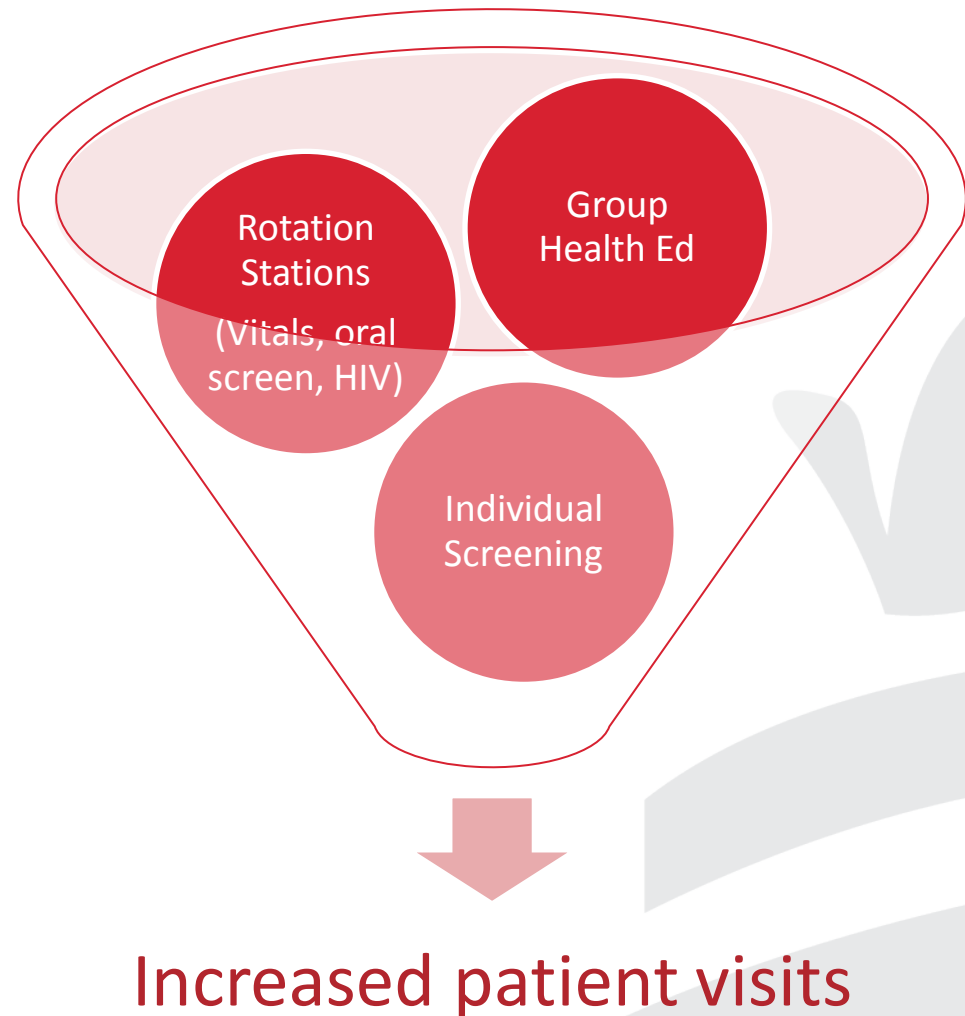 Rotation
Stations
(Vitals, oral
screen, HIV)
Group
Health Ed
Individual
Screening
Increased patient visits